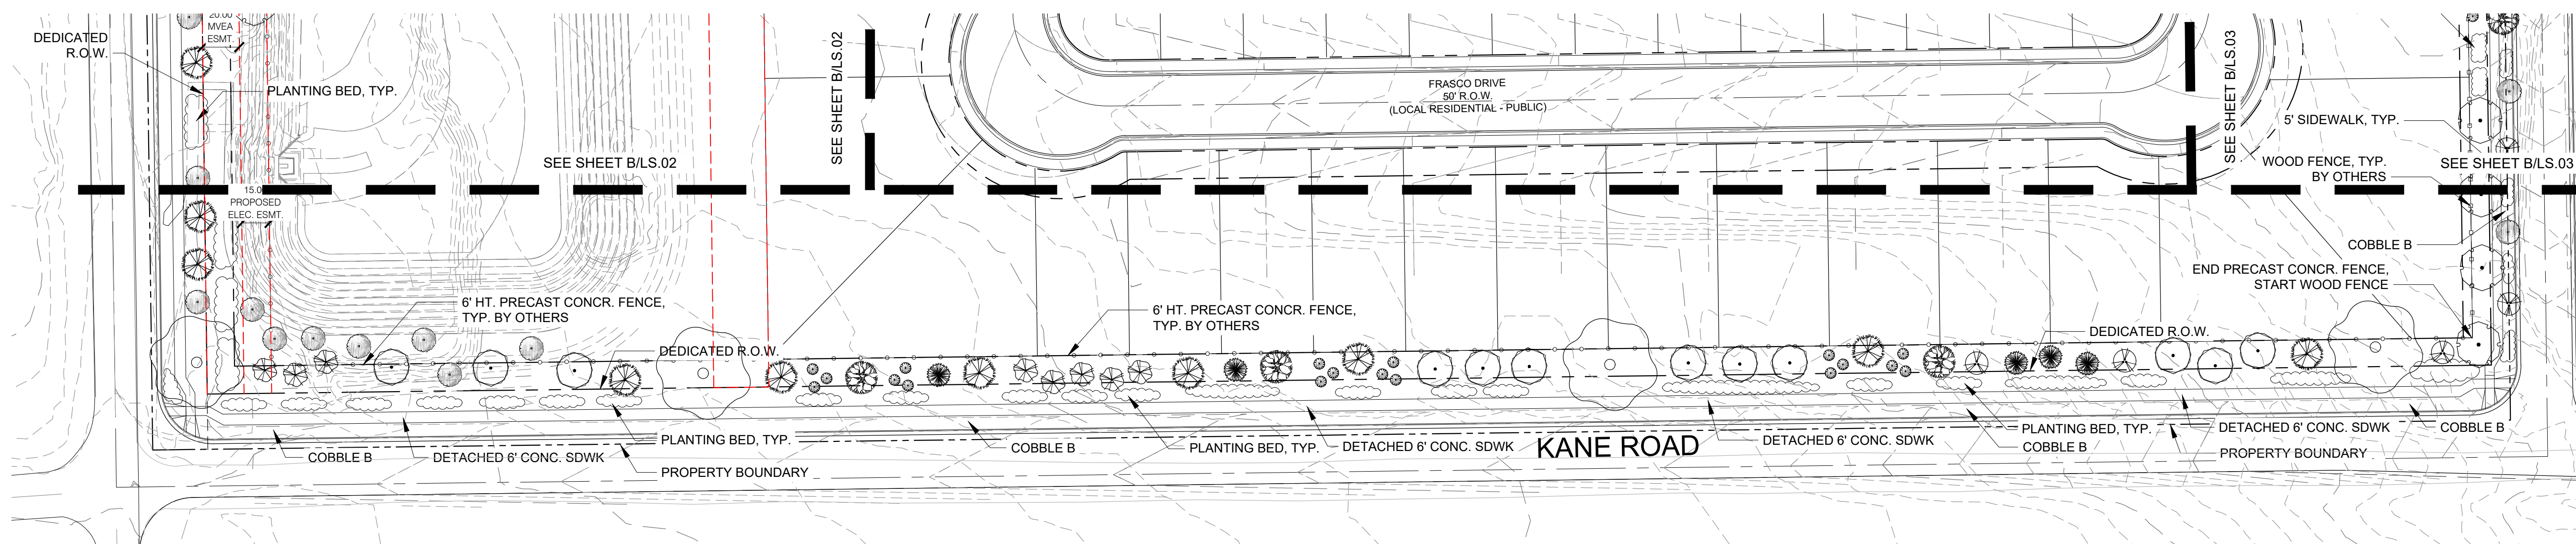 20.00
MVEA
ESMT.
DEDICATED
R.O.W.
PLANTING BED, TYP.
SEE SHEET B/LS.02
SEE SHEET B/LS.02
15.0
PROPOSED
ELEC. ESMT.
FRASCO DRIVE
50' R.O.W.
(LOCAL RESIDENTIAL - PUBLIC)
SEE SHEET B/LS.03
5' SIDEWALK, TYP.
WOOD FENCE, TYP.
BY OTHERS
SEE SHEET B/LS.03
COBBLE B
END PRECAST CONCR. FENCE,
START WOOD FENCE
6' HT. PRECAST CONCR. FENCE,
TYP. BY OTHERS
6' HT. PRECAST CONCR. FENCE,
TYP. BY OTHERS
DEDICATED R.O.W.
DEDICATED R.O.W.
COBBLE B
DETACHED 6' CONC. SDWK
PLANTING BED, TYP.
PROPERTY BOUNDARY
COBBLE B
PLANTING BED, TYP.
DETACHED 6' CONC. SDWK
KANE ROAD
DETACHED 6' CONC. SDWK
PLANTING BED, TYP.
COBBLE B
DETACHED 6' CONC. SDWK
PROPERTY BOUNDARY
COBBLE B